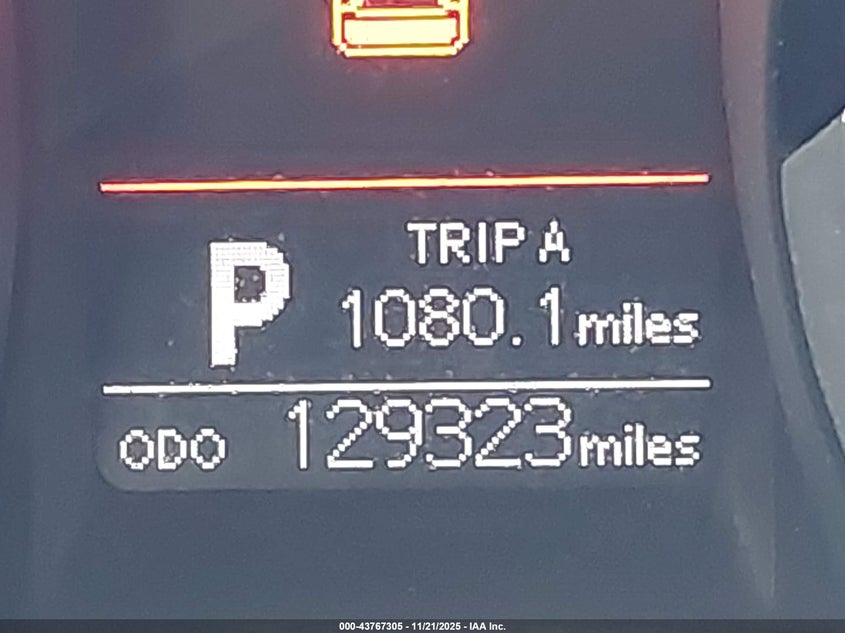 P
TRIP A
1080.1 miles
ODO 129323 miles
000-43767305 - 11/21/2025 - IAA Inc.